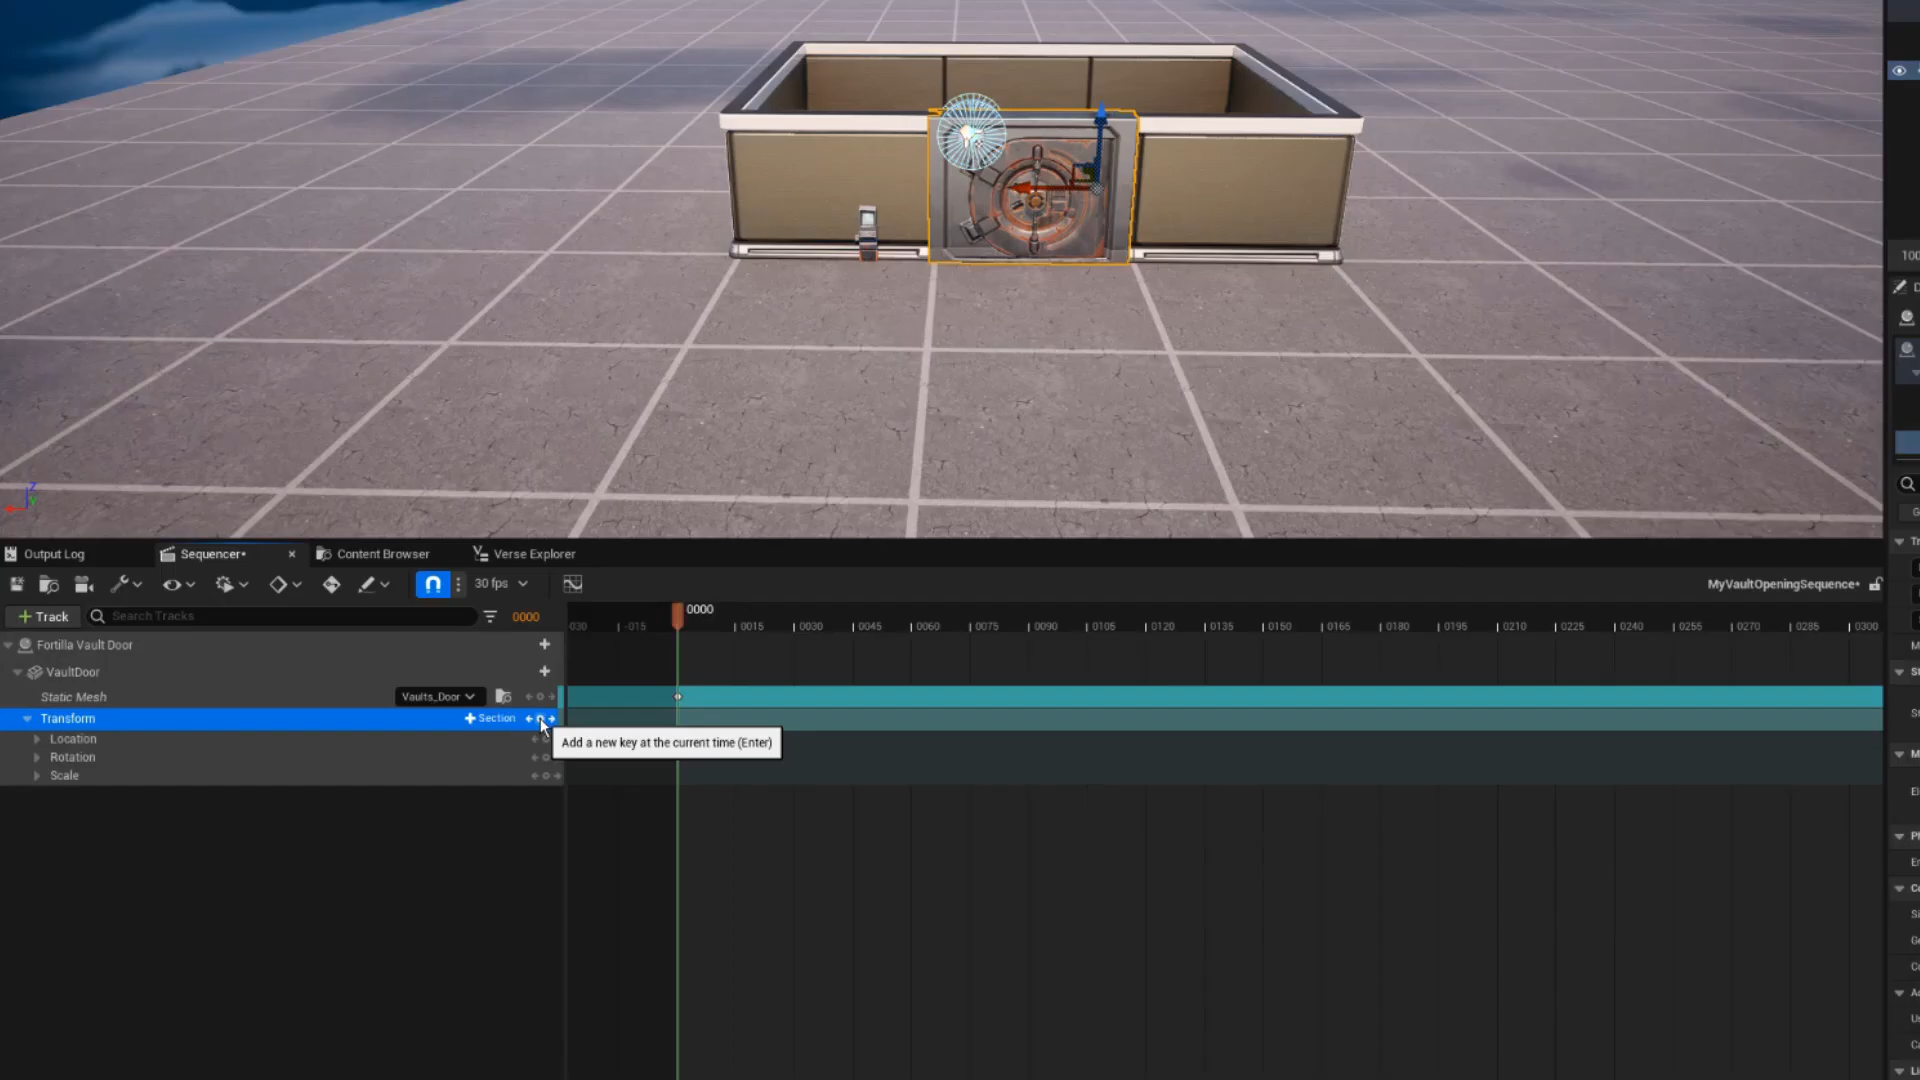 100
Z
Y
Output Log
Sequencer*
Content Browser
Verse Explorer
30 fps
MyVaultOpeningSequence*
+ Track
Search Tracks
0000
0000
030
-015
0015
0030
0045
0060
0075
0090
0105
0120
0135
0150
0165
0180
0195
0210
0225
0240
0255
0270
0285
0300
Fortilla Vault Door
VaultDoor
Static Mesh
Vaults_Door
Transform
+ Section
Location
Rotation
Scale
Add a new key at the current time (Enter)